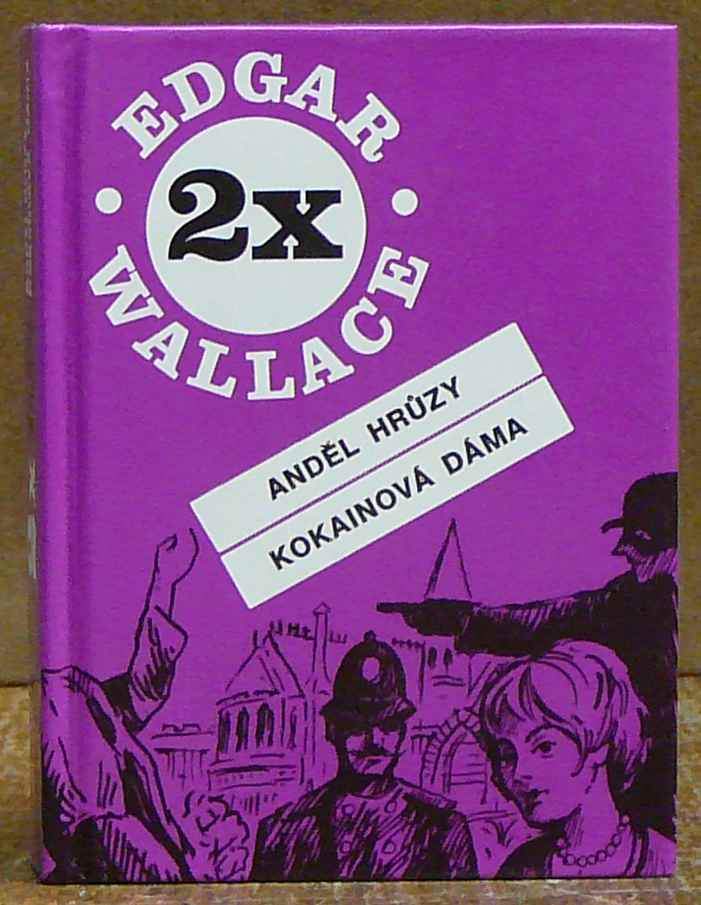 EDGAR
2x
WALLACE
ANDĚL HRŮZY
KOKAINOVÁ DÁMA